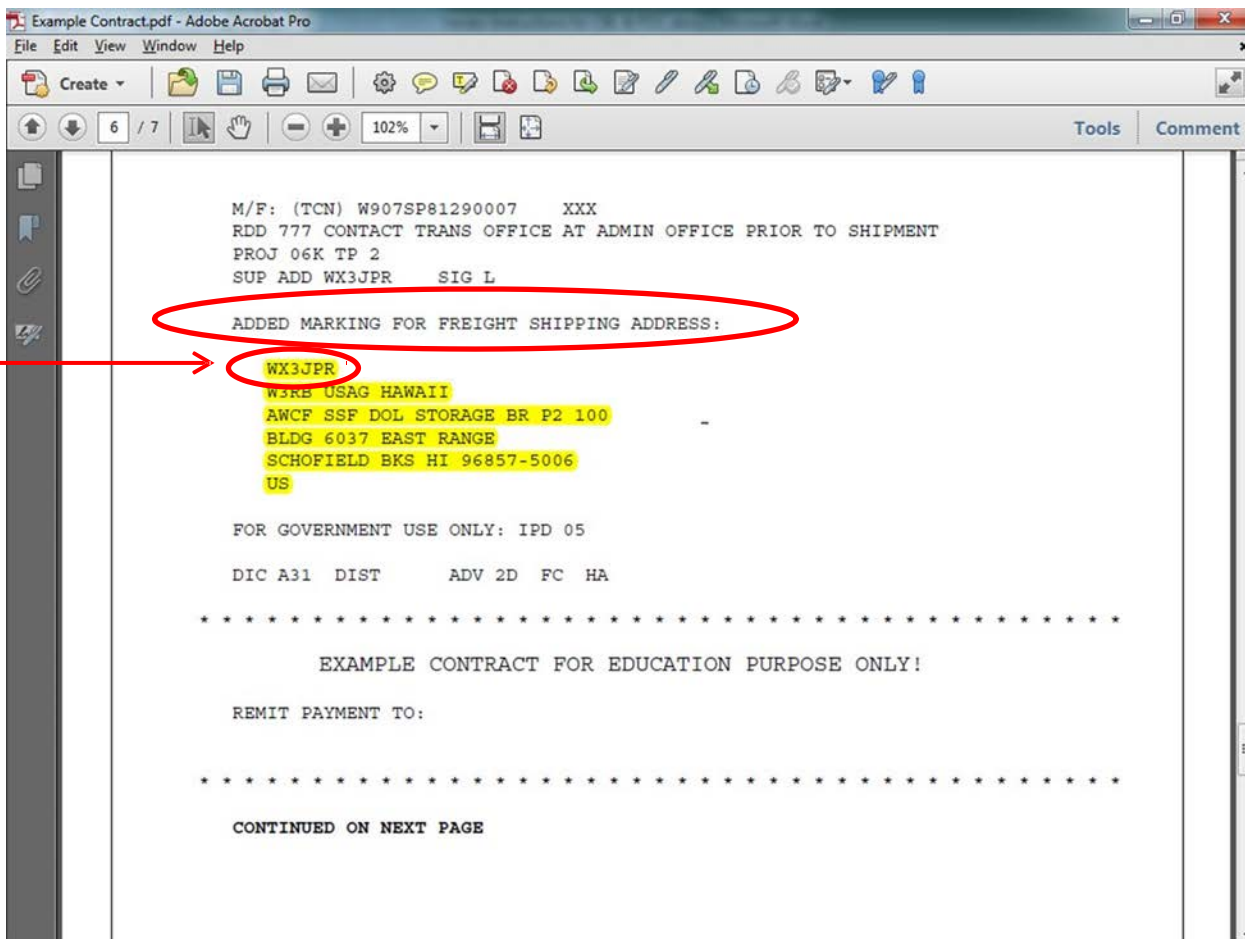 Example Contract.pdf - Adobe Acrobat Pro
File Edit View Window Help
Create
6 / 7 102% Tools Comment
M/F: (TCN) W907SP81290007 XXX
RDD 777 CONTACT TRANS OFFICE AT ADMIN OFFICE PRIOR TO SHIPMENT
PROJ 06K TP 2
SUP ADD WX3JPR SIG L
ADDED MARKING FOR FREIGHT SHIPPING ADDRESS:
WX3JPR
W3RB USAG HAWAII
AWCF SSF DOL STORAGE BR P2 100
BLDG 6037 EAST RANGE
SCHOFIELD BKS HI 96857-5006
US
FOR GOVERNMENT USE ONLY: IPD 05
DIC A31 DIST ADV 2D FC HA
* * * * * * * * * * * * * * * * * * * * * * * * * * * * * * * * * * * * * * * * *
EXAMPLE CONTRACT FOR EDUCATION PURPOSE ONLY!
REMIT PAYMENT TO:
* * * * * * * * * * * * * * * * * * * * * * * * * * * * * * * * * * * * * * * * *
CONTINUED ON NEXT PAGE